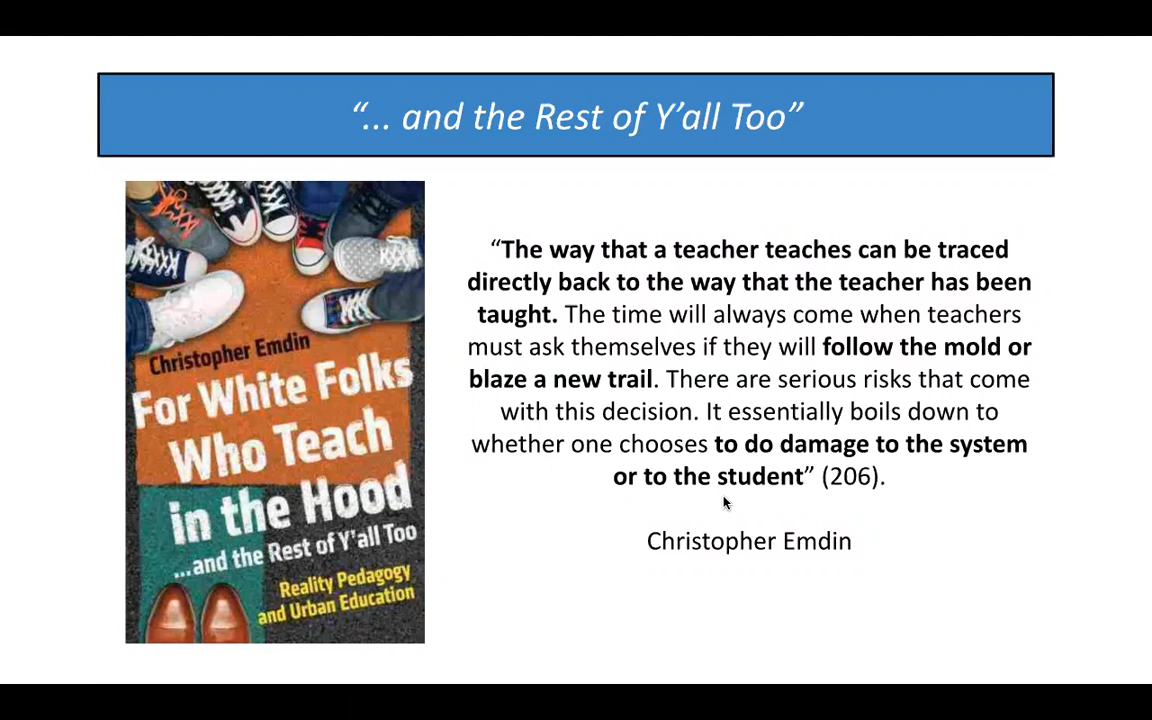 “... and the Rest of Y’all Too”
Christopher Emdin
For White Folks
Who Teach
in the Hood
...and the Rest of Y'all Too
Reality Pedagogy
and Urban Education
“The way that a teacher teaches can be traced
directly back to the way that the teacher has been
taught. The time will always come when teachers
must ask themselves if they will follow the mold or
blaze a new trail. There are serious risks that come
with this decision. It essentially boils down to
whether one chooses to do damage to the system
or to the student” (206).
Christopher Emdin